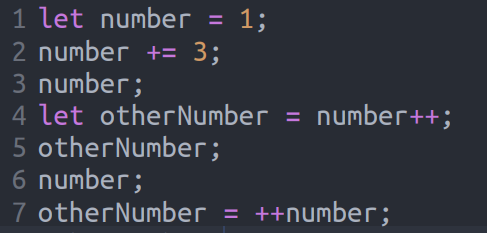 1 let number = 1;
2 number += 3;
3 number;
4 let otherNumber = number++;
5 otherNumber;
6 number;
7 otherNumber = ++number;